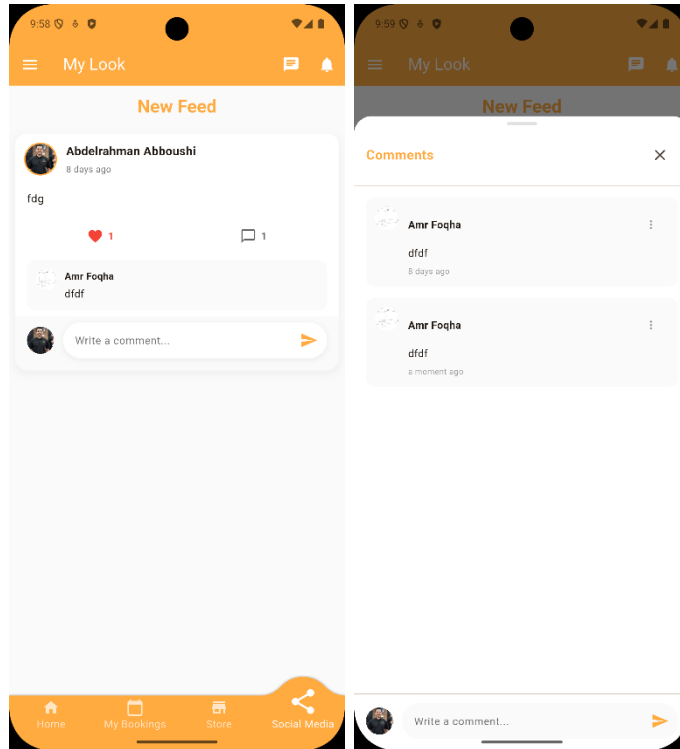 9:58
My Look
New Feed
Abdelrahman Abboushi
8 days ago
fdg
1
1
Amr Foqha
dfdf
Write a comment...
Home
My Bookings
Store
Social Media
9:59
My Look
New Feed
Comments
Amr Foqha
dfdf
8 days ago
Amr Foqha
dfdf
a moment ago
Write a comment...